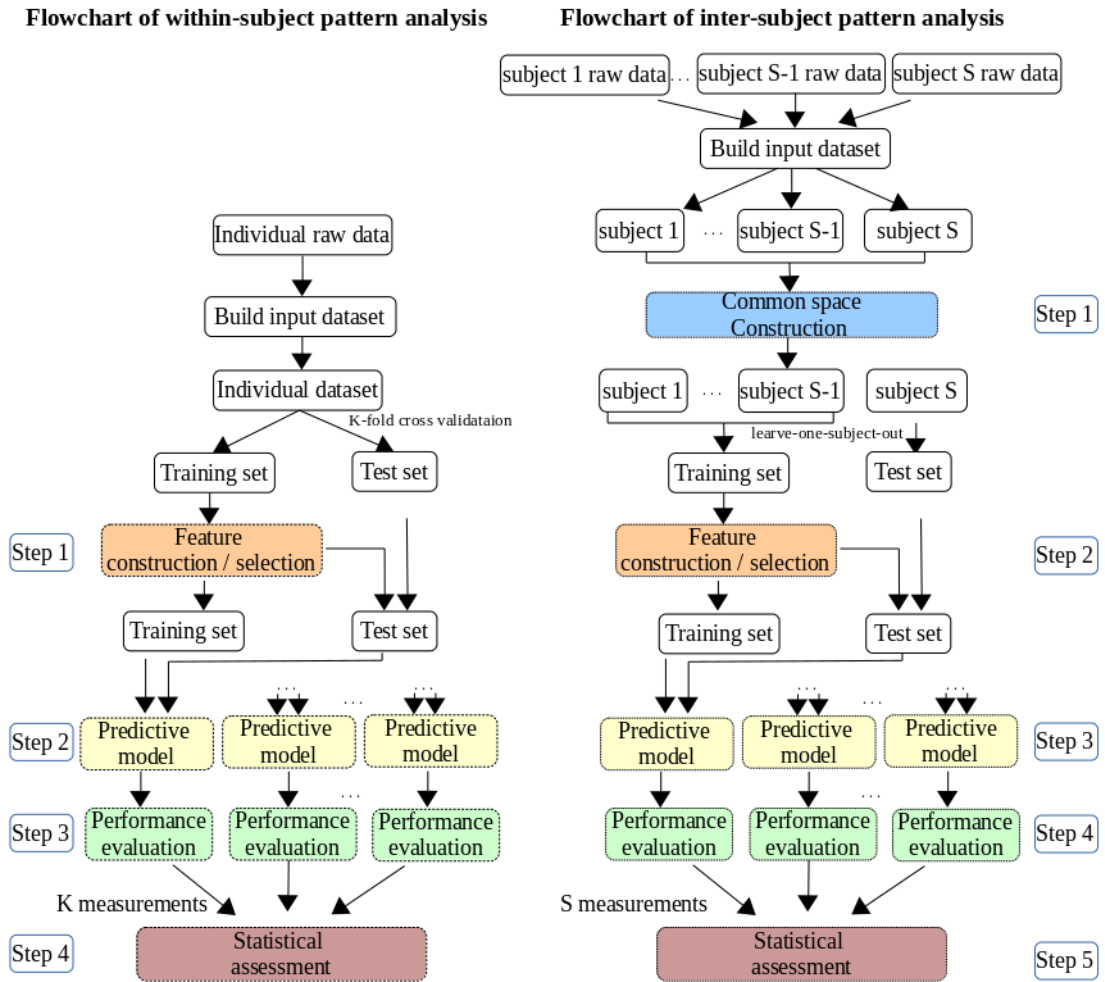 Flowchart of within-subject pattern analysis
Individual raw data
Build input dataset
Individual dataset
K-fold cross validataion
Training set
Test set
Step 1
Feature
construction / selection
Training set
Test set
...
...
...
Step 2
Predictive
model
Predictive
model
Predictive
model
...
Step 3
Performance
evaluation
Performance
evaluation
Performance
evaluation
K measurements
Step 4
Statistical
assessment
Flowchart of inter-subject pattern analysis
subject 1 raw data
...
subject S-1 raw data
subject S raw data
Build input dataset
subject 1
...
subject S-1
subject S
Common space
Construction
Step 1
subject 1
...
subject S-1
subject S
learve-one-subject-out
Training set
Test set
Feature
construction / selection
Step 2
Training set
Test set
...
...
...
Predictive
model
Predictive
model
Predictive
model
Step 3
...
Performance
evaluation
Performance
evaluation
Performance
evaluation
Step 4
S measurements
Statistical
assessment
Step 5